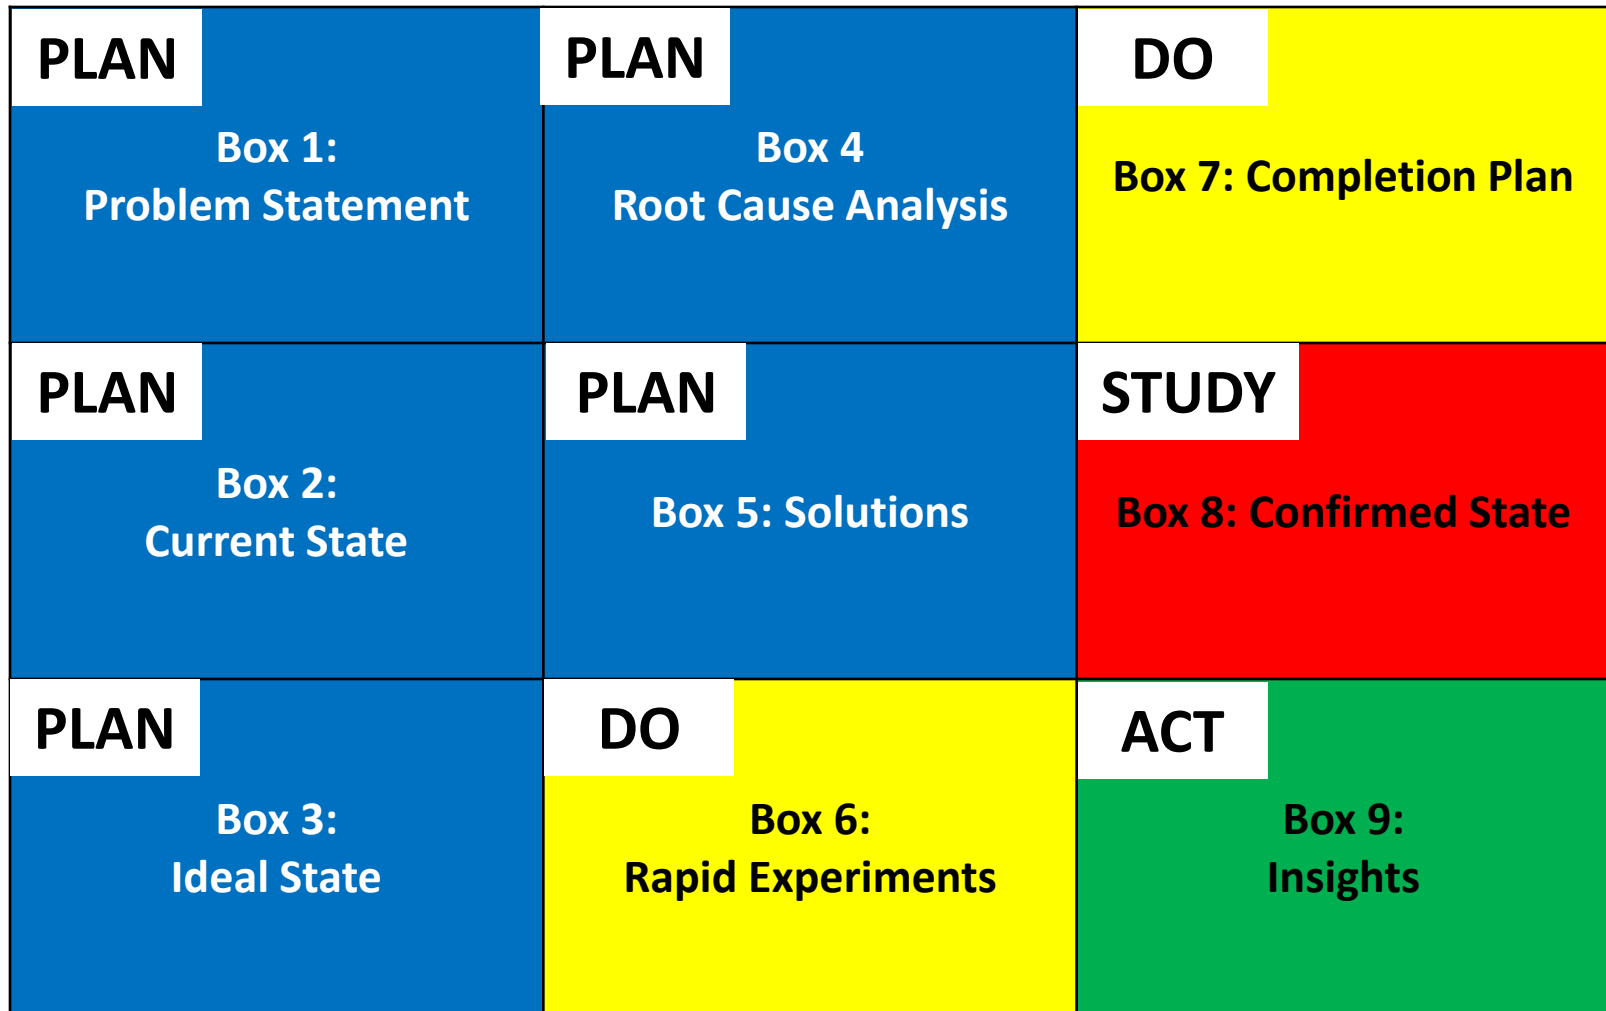 PLAN
Box 1:
Problem Statement
PLAN
Box 2:
Current State
PLAN
Box 3:
Ideal State
PLAN
Box 4
Root Cause Analysis
PLAN
Box 5: Solutions
DO
Box 6:
Rapid Experiments
DO
Box 7: Completion Plan
STUDY
Box 8: Confirmed State
ACT
Box 9:
Insights